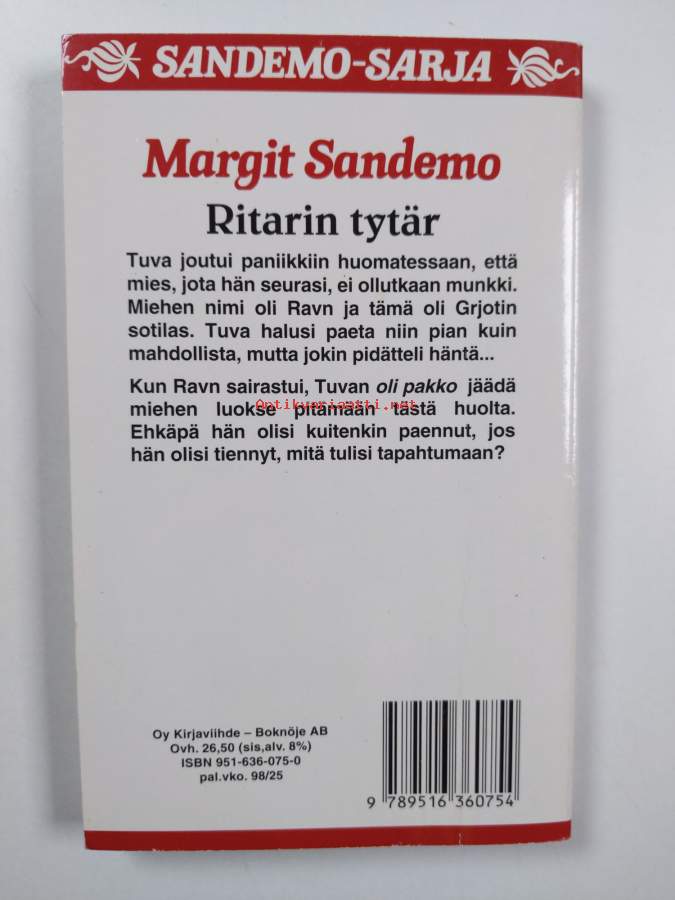 SANDEMO-SARJA
Margit Sandemo
Ritarin tytär
Tuva joutui paniikkiin huomatessaan, että
mies, jota hän seurasi, ei ollutkaan munkki.
Miehen nimi oli Ravn ja tämä oli Grjotin
sotilas. Tuva halusi paeta niin pian kuin
mahdollista, mutta jokin pidätteli häntä...
Kun Ravn sairastui, Tuvan oli pakko jäädä
miehen luokse pitämään tästä huolta.
Antikvariaatti.net
Ehkäpä hän olisi kuitenkin paennut, jos
hän olisi tiennyt, mitä tulisi tapahtumaan?
Oy Kirjaviihde – Boknöje AB
Ovh. 26,50 (sis,alv. 8%)
ISBN 951-636-075-0
pal.vko. 98/25
9 789516 360754